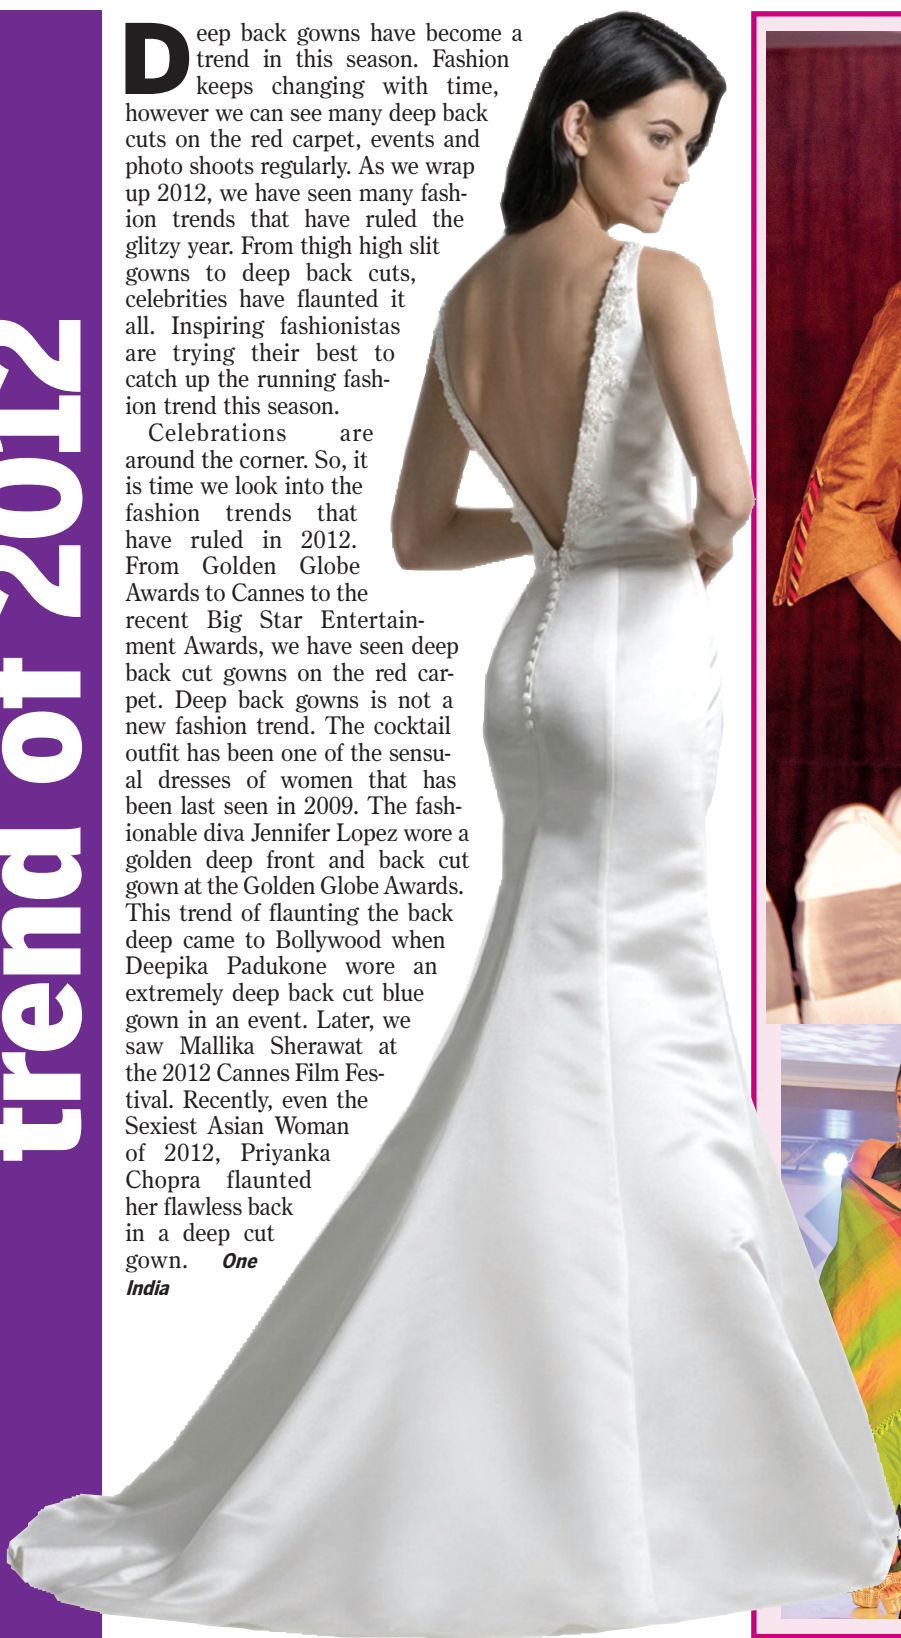 trend of 2012
Deep back gowns have become a
trend in this season. Fashion
keeps changing with time,
however we can see many deep back
cuts on the red carpet, events and
photo shoots regularly. As we wrap
up 2012, we have seen many fash-
ion trends that have ruled the
glitzy year. From thigh high slit
gowns to deep back cuts,
celebrities have flaunted it
all. Inspiring fashionistas
are trying their best to
catch up the running fash-
ion trend this season.
Celebrations are
around the corner. So, it
is time we look into the
fashion trends that
have ruled in 2012.
From Golden Globe
Awards to Cannes to the
recent Big Star Entertain-
ment Awards, we have seen deep
back cut gowns on the red car-
pet. Deep back gowns is not a
new fashion trend. The cocktail
outfit has been one of the sensu-
al dresses of women that has
been last seen in 2009. The fash-
ionable diva Jennifer Lopez wore a
golden deep front and back cut
gown at the Golden Globe Awards.
This trend of flaunting the back
deep came to Bollywood when
Deepika Padukone wore an
extremely deep back cut blue
gown in an event. Later, we
saw Mallika Sherawat at
the 2012 Cannes Film Fes-
tival. Recently, even the
Sexiest Asian Woman
of 2012, Priyanka
Chopra flaunted
her flawless back
in a deep cut
gown. One
India